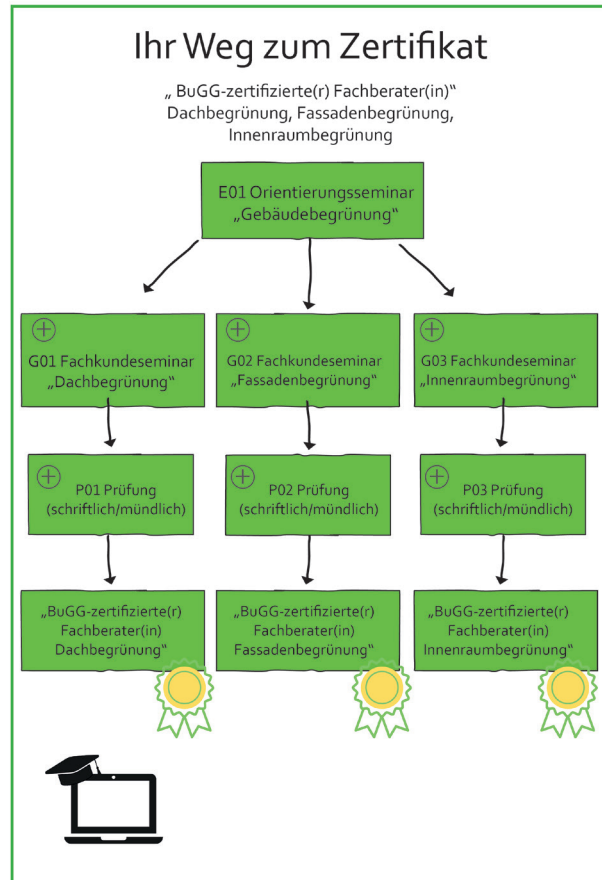 Ihr Weg zum Zertifikat
„ BuGG-zertifizierte(r) Fachberater(in)“
Dachbegrünung, Fassadenbegrünung,
Innenraumbegrünung
E01 Orientierungsseminar
„Gebäudebegrünung“
G01 Fachkundeseminar
„Dachbegrünung“
G02 Fachkundeseminar
„Fassadenbegrünung“
G03 Fachkundeseminar
„Innenraumbegrünung“
P01 Prüfung
(schriftlich/mündlich)
P02 Prüfung
(schriftlich/mündlich)
P03 Prüfung
(schriftlich/mündlich)
„BuGG-zertifizierte(r)
Fachberater(in)
Dachbegrünung“
„BuGG-zertifizierte(r)
Fachberater(in)
Fassadenbegrünung“
„BuGG-zertifizierte(r)
Fachberater(in)
Innenraumbegrünung“